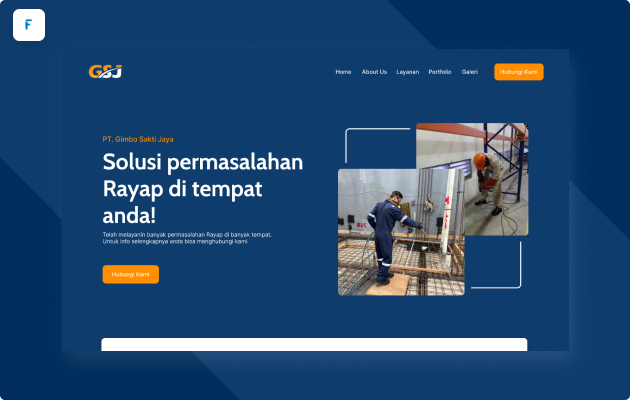 F
GSJ
Home About Us Layanan Portfolio Galeri Hubungi Kami
PT. Gimbo Sakti Jaya
Solusi permasalahan
Rayap di tempat
anda!
Telah melayanin banyak permasalahan Rayap di banyak tempat.
Untuk info selengkapnya anda bisa menghubungi kami
Hubungi Kami